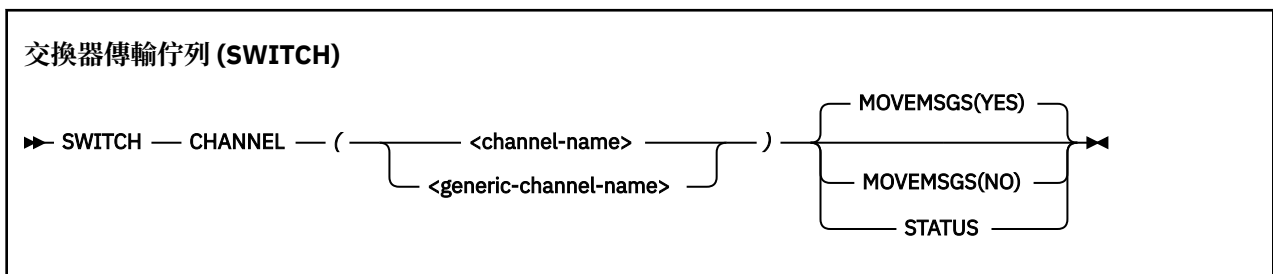 交換器傳輸佇列 (SWITCH)
MOVEMSGS(YES)
SWITCH CHANNEL ( <channel-name> )
<generic-channel-name>
MOVEMSGS(NO)
STATUS